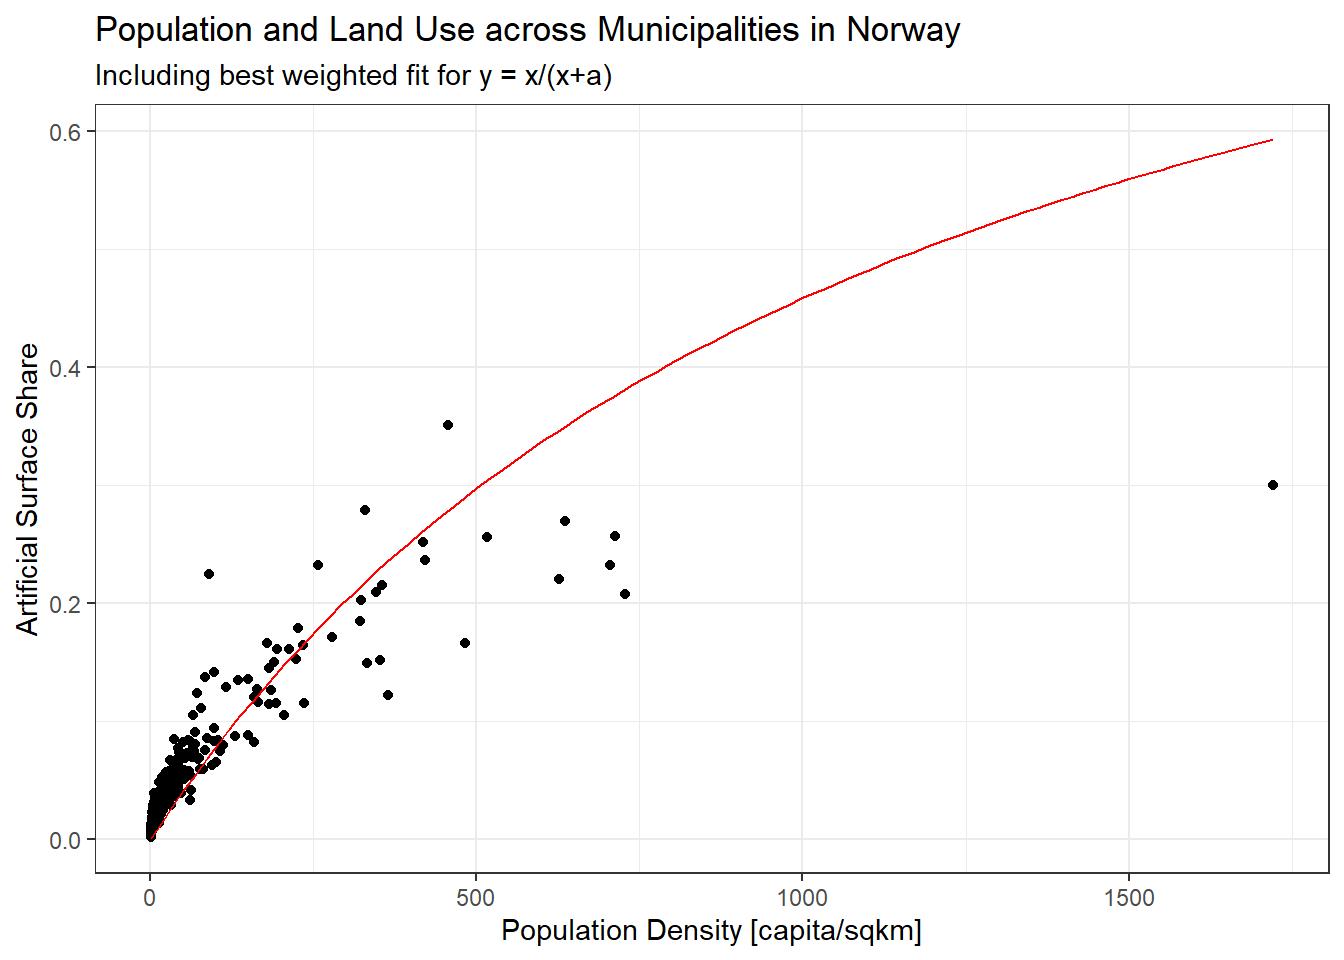 Population and Land Use across Municipalities in Norway
Including best weighted fit for y = x/(x+a)
0.6
0.4
0.2
0.0
Artificial Surface Share
0 500 1000 1500
Population Density [capita/sqkm]